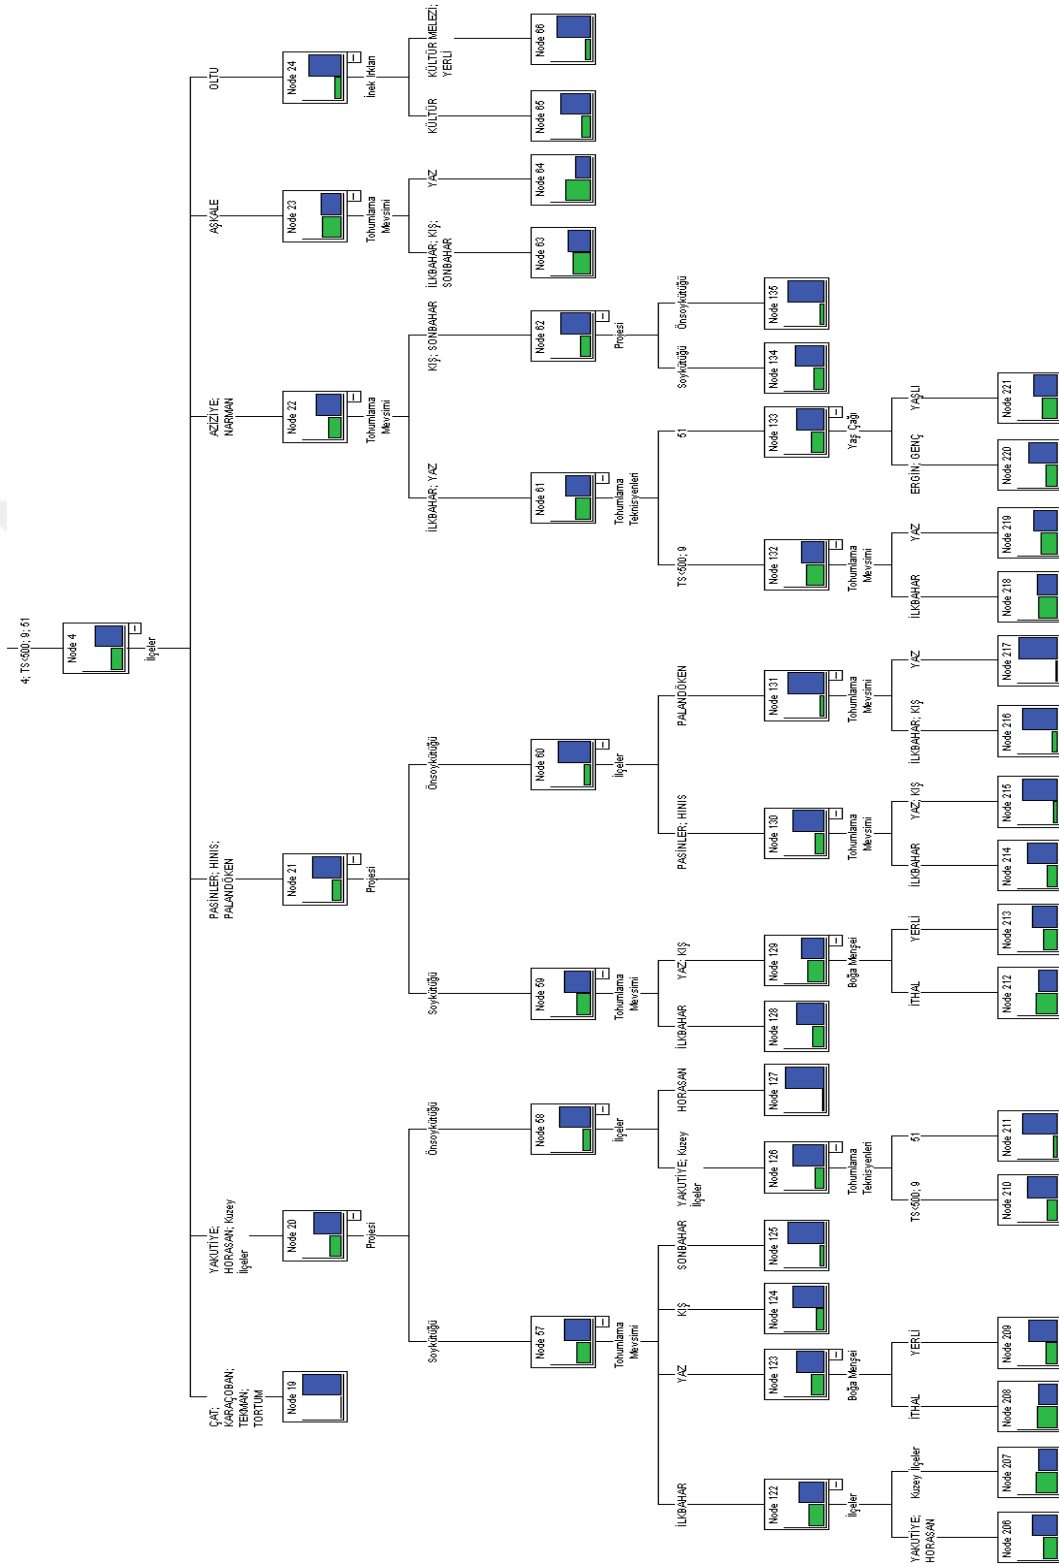 4; TS<500; 9; 51
Node 4
İlçeler
ÇAT;
KARAÇOBAN;
TEKMAN;
TORTUM
YAKUTİYE;
HORASAN; Kuzey
İlçeler
PASİNLER; HINIS;
PALANDÖKEN
AZİZİYE;
NARMAN
AŞKALE
OLTU
Node 19
Node 20
Projesi
Node 21
Projesi
Node 22
Tohumlama
Mevsimi
Node 23
Tohumlama
Mevsimi
Node 24
İnek Irkları
Soykütüğü
Önsoykütüğü
Soykütüğü
Önsoykütüğü
İLKBAHAR; YAZ
KIŞ; SONBAHAR
İLKBAHAR; KIŞ;
SONBAHAR
YAZ
KÜLTÜR
KÜLTÜR MELEZİ;
YERLİ
Node 57
Tohumlama
Mevsimi
Node 58
İlçeler
Node 59
Tohumlama
Mevsimi
Node 60
İlçeler
Node 61
Tohumlama
Teknisyenleri
Node 62
Projesi
Node 63
Node 64
Node 65
Node 66
İLKBAHAR
YAZ
KIŞ
SONBAHAR
YAKUTİYE; Kuzey
İlçeler
HORASAN
İLKBAHAR
YAZ; KIŞ
PASİNLER; HINIS
PALANDÖKEN
TS<500; 9
51
Soykütüğü
Önsoykütüğü
Node 122
İlçeler
Node 123
Boğa Menşei
Node 124
Node 125
Node 126
Tohumlama
Teknisyenleri
Node 127
Node 128
Node 129
Boğa Menşei
Node 130
Tohumlama
Mevsimi
Node 131
Tohumlama
Mevsimi
Node 132
Tohumlama
Mevsimi
Node 133
Yaş Çağı
Node 134
Node 135
YAKUTİYE;
HORASAN
Kuzey İlçeler
İTHAL
YERLİ
TS<500; 9
51
İTHAL
YERLİ
İLKBAHAR
YAZ; KIŞ
İLKBAHAR; KIŞ
YAZ
İLKBAHAR
YAZ
ERGİN; GENÇ
YAŞLI
Node 206
Node 207
Node 208
Node 209
Node 210
Node 211
Node 212
Node 213
Node 214
Node 215
Node 216
Node 217
Node 218
Node 219
Node 220
Node 221